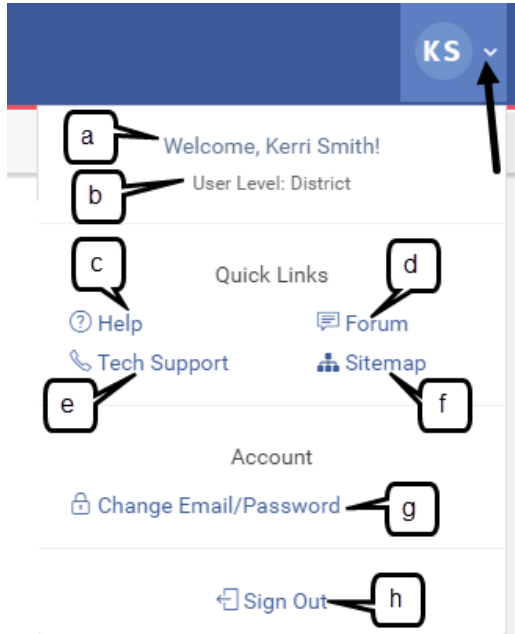 KS
a
Welcome, Kerri Smith!
b
User Level: District
c
Quick Links
d
Help
Forum
Tech Support
Sitemap
e
f
Account
Change Email/Password
g
Sign Out
h